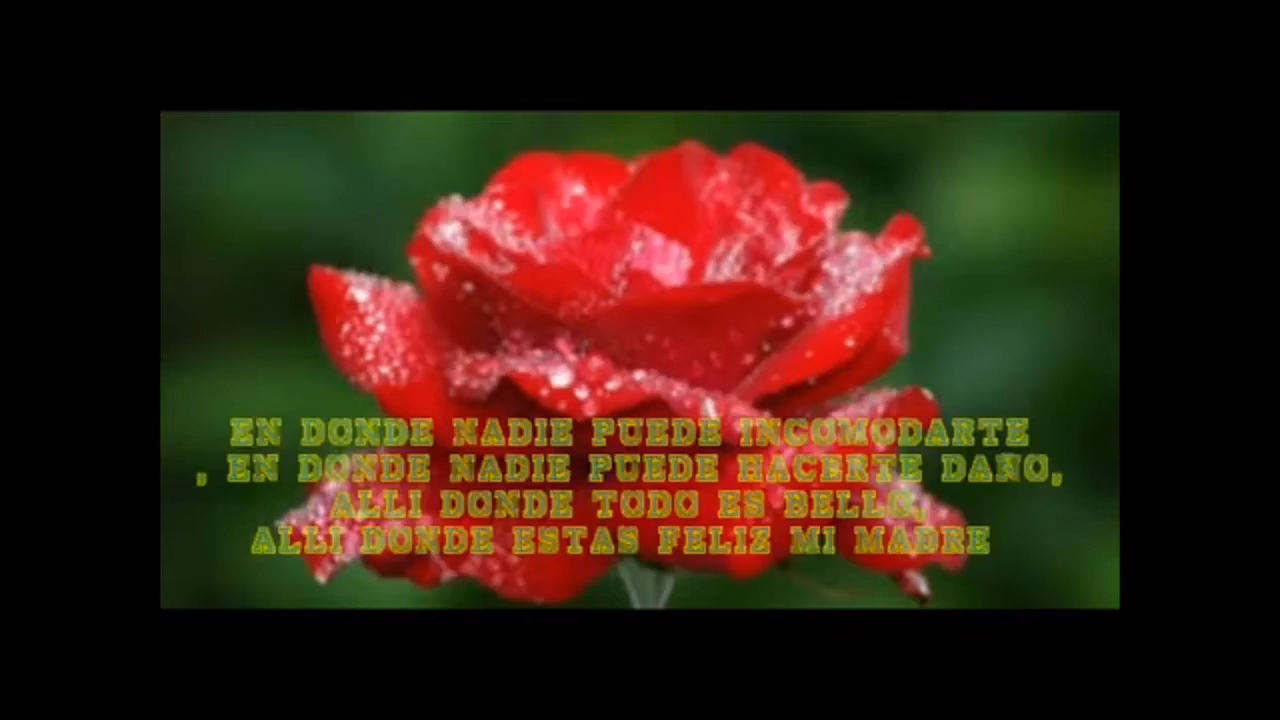 EN DONDE NADIE PUEDE INCOMODARTE
, EN DONDE NADIE PUEDE HACERTE DAÑO,
ALLI DONDE TODO ES BELLO,
ALLI DONDE ESTAS FELIZ MI MADRE